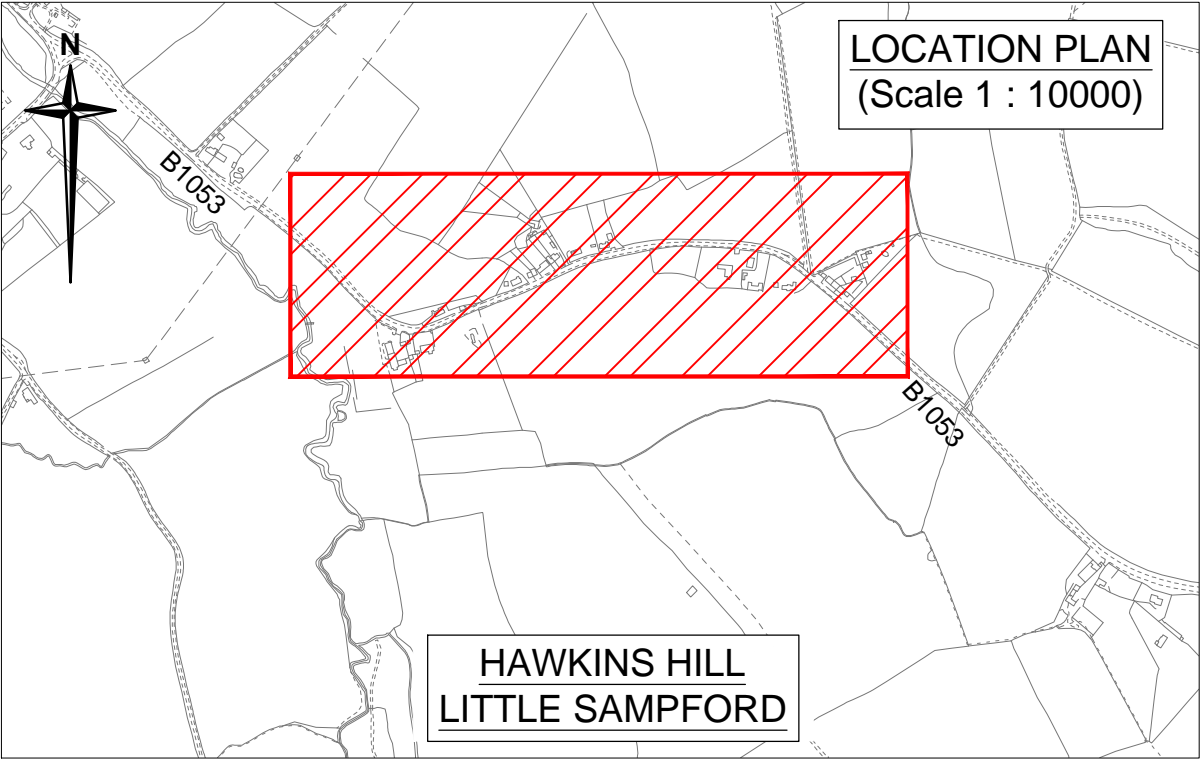 N
LOCATION PLAN
(Scale 1 : 10000)
B1053
B1053
HAWKINS HILL
LITTLE SAMPFORD